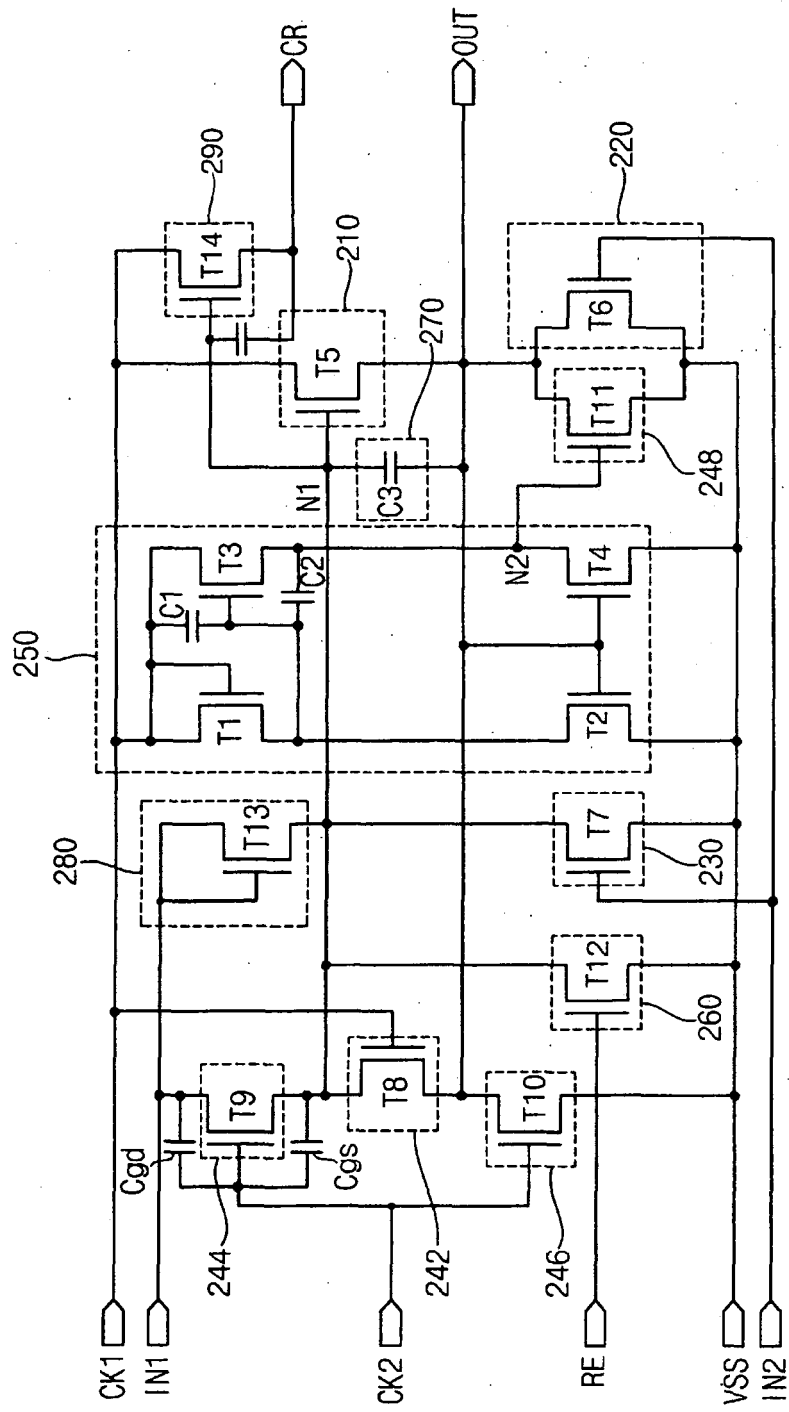 CK1
IN1
CK2
RE
VSS
IN2
CR
OUT
244
242
246
Cgd
Cgs
T9
T8
T10
280
T13
T12
260
T7
230
250
T1
C1
T3
C2
T2
T4
N2
N1
C3
270
T5
210
T14
290
T11
248
T6
220